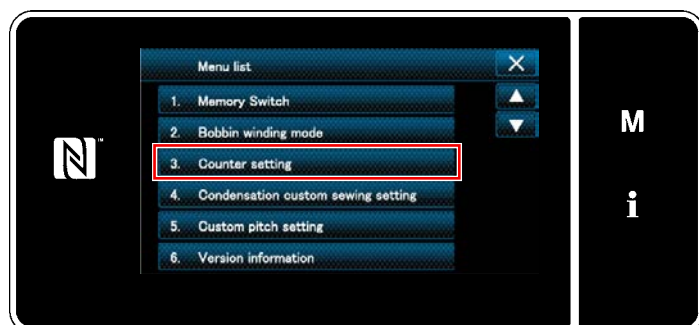 Menu list
1. Memory Switch
2. Bobbin winding mode
3. Counter setting
4. Condensation custom sewing setting
5. Custom pitch setting
6. Version information
N™
M
i